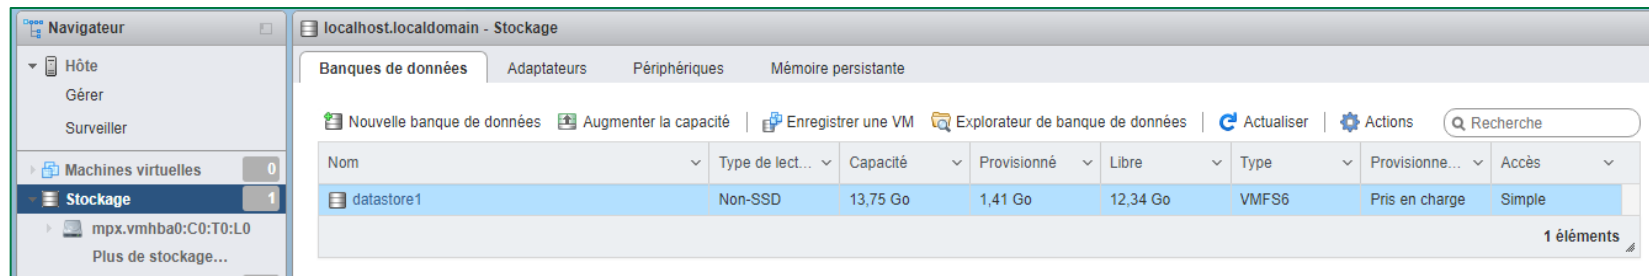 Navigateur
Hôte
Gérer
Surveiller
Machines virtuelles 0
Stockage 1
mpx.vmhba0:C0:T0:L0
Plus de stockage...
localhost.localdomain - Stockage
Banques de données Adaptateurs Périphériques Mémoire persistante
Nouvelle banque de données Augmenter la capacité Enregistrer une VM Explorateur de banque de données Actualiser Actions Recherche
Nom Type de lect... Capacité Provisionné Libre Type Provisionne... Accès
datastore1 Non-SSD 13,75 Go 1,41 Go 12,34 Go VMFS6 Pris en charge Simple
1 éléments